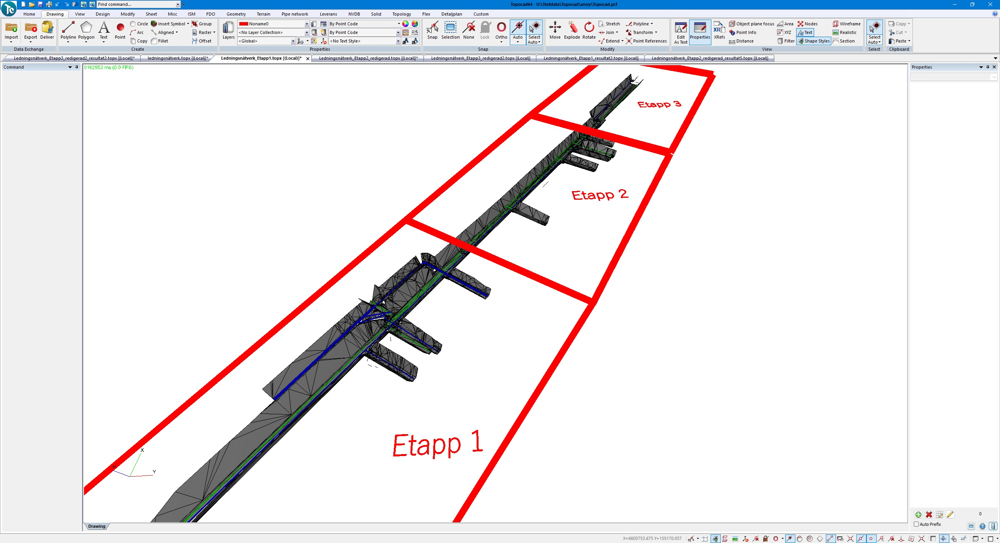 Find command...
Topocad64 - U:\Testdata\Topocad\anny\Topocad.pcf
Home Drawing View Design Modify Sheet Misc ISM FDO Geometry Terrain Pipe network Leverans NVDB Solid Topology Flex Detaljplan Custom
Import Export Deliver
Data Exchange
Polyline Polygon Text Point
Circle Insert Symbol Group
Arc Aligned Raster
Copy Fillet Offset
Create
Layers
Noname0 By Point Code
<No Layer Collection> By Point Code
<Global> <No Text Style>
Properties
Snap Selection None Lock Ortho Auto Select Auto
Snap
Move Explode Rotate
Stretch Polyline
Join Transform
Extend Point References
Modify
Edit As Text Properties XRefs
Object plane focus Area Nodes Wireframe
Point Info XYZ Text Realistic
Distance Filter Shape Styles Section
View
Select Auto
Select
Copy
Cut
Paste
Clipboard
Ledningsnätverk_Etapp3_redigerad2_resultat2.topx [(Local)]*
ledningsnätverk.topx [(Local)]*
Ledningsnätverk_Etapp1.topx [(Local)]*
Ledningsnätverk_Etapp2_redigerad.topx [(Local)]*
Ledningsnätverk_Etapp3_redigerad2.topx [(Local)]
Ledningsnätverk_Etapp1_resultat2.topx [(Local)]
Ledningsnätverk_Etapp2_redigerad_resultat5.topx [(Local)]
Command
0162953 ms (0.0 FPS)
Properties
Etapp 3
Etapp 2
Etapp 1
X
H
Y
0
Auto Prefix
Drawing
X=6605753.675 Y=155170.057